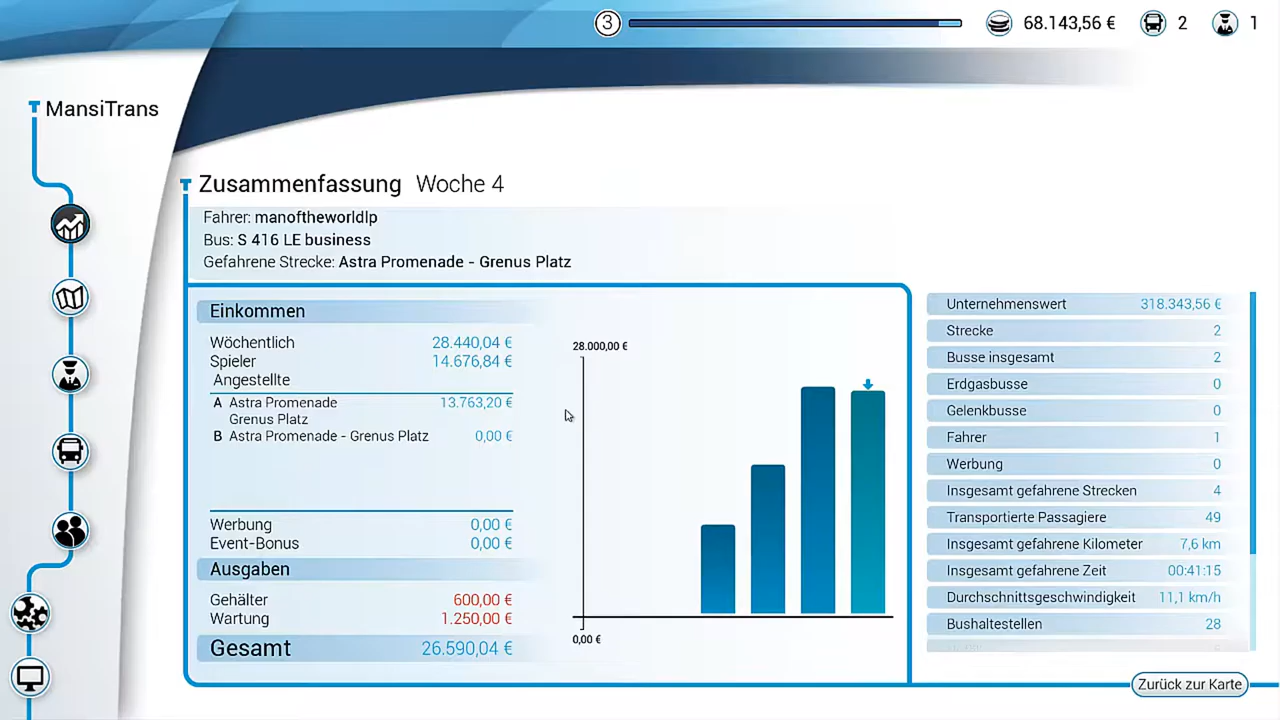 3
68.143,56 €
2
1
MansiTrans
Zusammenfassung Woche 4
Fahrer: manoftheworldlp
Bus: S 416 LE business
Gefahrene Strecke: Astra Promenade - Grenus Platz
Einkommen
Wöchentlich 28.440,04 €
Spieler 14.676,84 €
Angestellte
A Astra Promenade 13.763,20 €
Grenus Platz
B Astra Promenade - Grenus Platz 0,00 €
Werbung 0,00 €
Event-Bonus 0,00 €
Ausgaben
Gehälter 600,00 €
Wartung 1.250,00 €
Gesamt 26.590,04 €
28.000,00 €
0,00 €
Unternehmenswert 318.343,56 €
Strecke 2
Busse insgesamt 2
Erdgasbusse 0
Gelenkbusse 0
Fahrer 1
Werbung 0
Insgesamt gefahrene Strecken 4
Transportierte Passagiere 49
Insgesamt gefahrene Kilometer 7,6 km
Insgesamt gefahrene Zeit 00:41:15
Durchschnittsgeschwindigkeit 11,1 km/h
Bushaltestellen 28
Zurück zur Karte